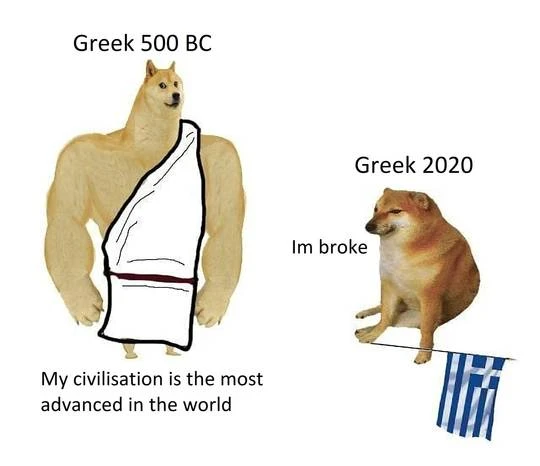 Greek 500 BC
My civilisation is the most
advanced in the world
Greek 2020
Im broke